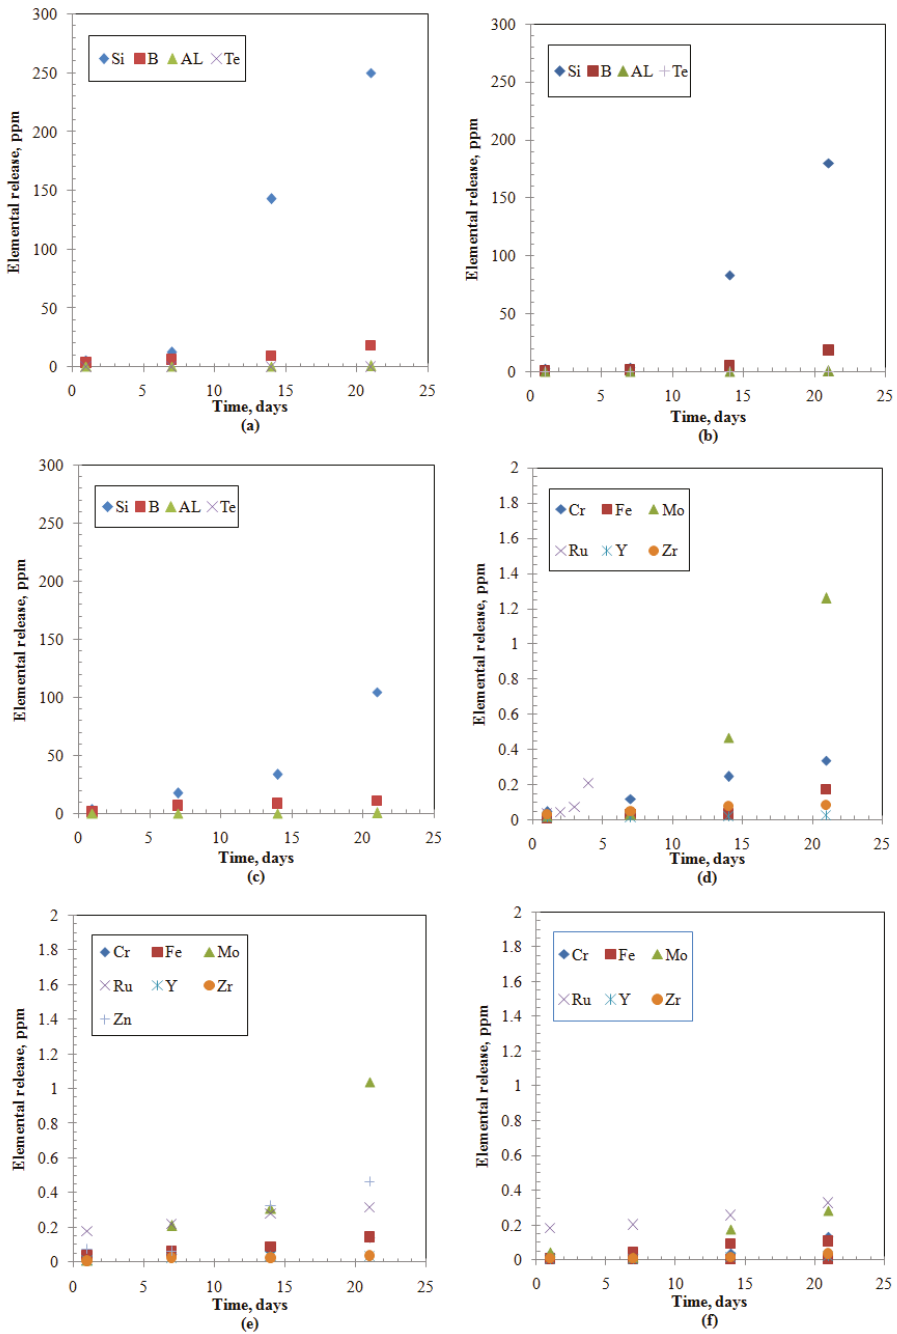 300
250
200
150
100
50
0
Elemental release, ppm
Si B AL Te
0 5 10 15 20 25
Time, days
(a)
300
250
200
150
100
50
0
Elemental release, ppm
Si B AL Te
0 5 10 15 20 25
Time, days
(b)
300
250
200
150
100
50
0
Elemental release, ppm
Si B AL Te
0 5 10 15 20 25
Time, days
(c)
2
1.8
1.6
1.4
1.2
1
0.8
0.6
0.4
0.2
0
Elemental release, ppm
Cr Fe Mo
Ru Y Zr
0 5 10 15 20 25
Time, days
(d)
2
1.8
1.6
1.4
1.2
1
0.8
0.6
0.4
0.2
0
Elemental release, ppm
Cr Fe Mo
Ru Y Zr
Zn
0 5 10 15 20 25
Time, days
(e)
2
1.8
1.6
1.4
1.2
1
0.8
0.6
0.4
0.2
0
Elemental release, ppm
Cr Fe Mo
Ru Y Zr
0 5 10 15 20 25
Time, days
(f)